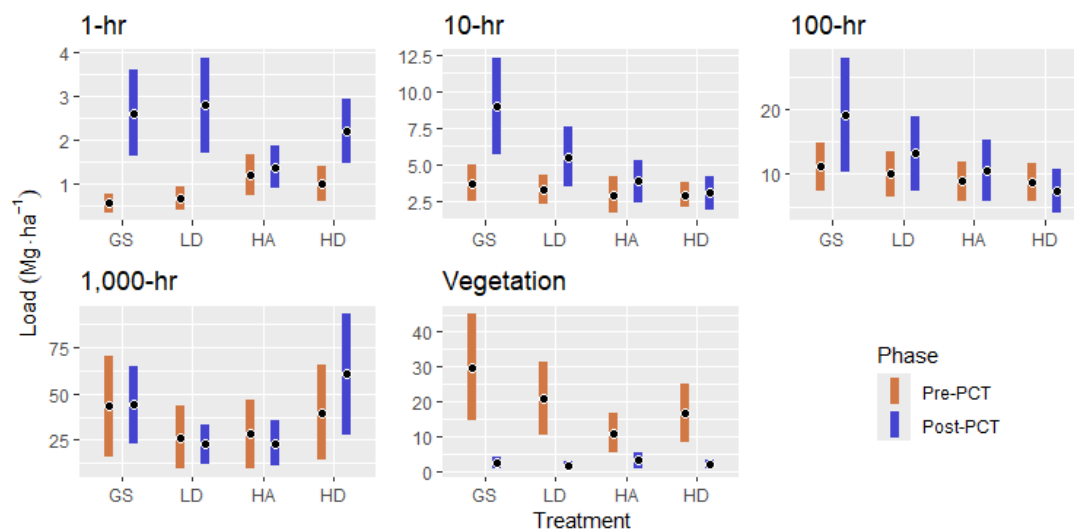 1-hr
10-hr
100-hr
4
3
2
1
12.5
10.0
7.5
5.0
2.5
20
10
GS LD HA HD
GS LD HA HD
GS LD HA HD
Load (Mg·ha⁻¹)
1,000-hr
Vegetation
75
50
25
40
30
20
10
0
GS LD HA HD
GS LD HA HD
Treatment
Phase
Pre-PCT
Post-PCT